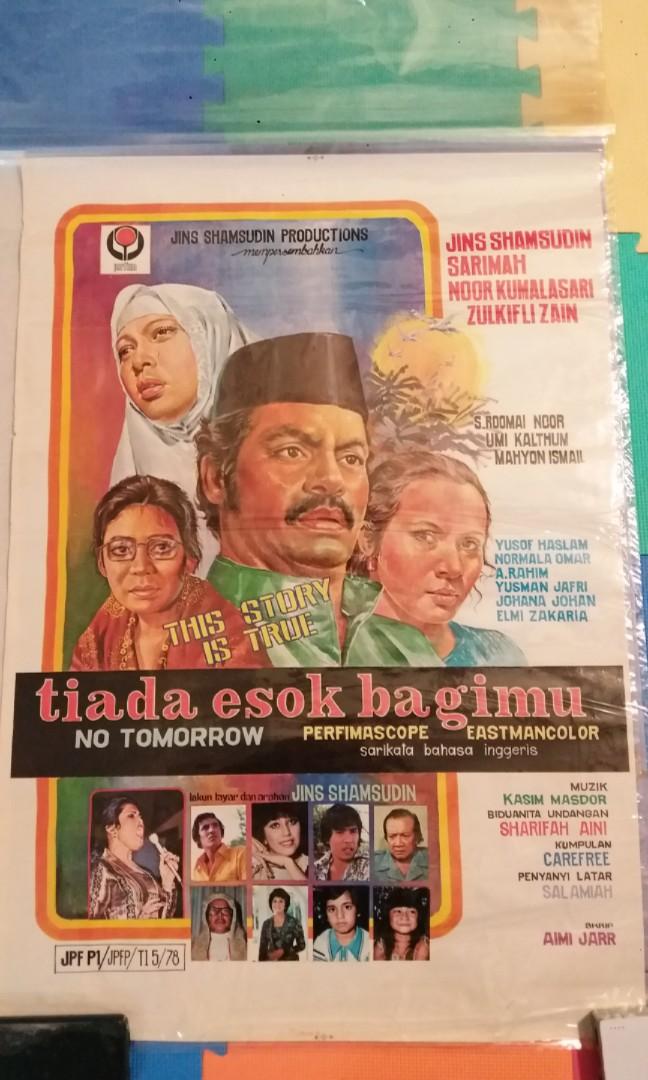 perfima
JINS SHAMSUDIN PRODUCTIONS
mempersembahkan
JINS SHAMSUDIN
SARIMAH
NOOR KUMALASARI
ZULKIFLI ZAIN
S.ROOMAI NOOR
UMI KALTHUM
MAHYON ISMAIL
YUSOF HASLAM
NORMALA OMAR
A.RAHIM
YUSMAN JAFRI
JOHANA JOHAN
ELMI ZAKARIA
THIS STORY
IS TRUE
tiada esok bagimu
NO TOMORROW
PERFIMASCOPE EASTMANCOLOR
sarikata bahasa inggeris
lakun layar dan arahan JINS SHAMSUDIN
MUZIK
KASIM MASDOR
BIDUANITA UNDANGAN
SHARIFAH AINI
KUMPULAN
CAREFREE
PENYANYI LATAR
SALAMIAH
SKRIP
AIMI JARR
JPF P1/JPFP/T1 5/78